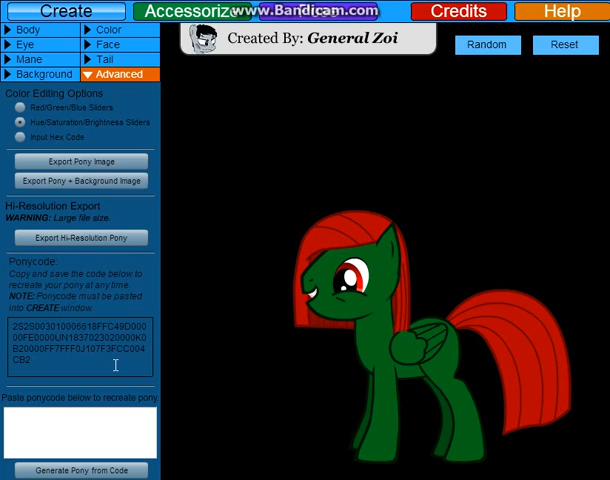 Create
Accessorize
www.Bandicam.com
Credits
Help
Body
Color
Eye
Face
Mane
Tail
Background
Advanced
Created By: General Zoi
Random
Reset
Color Editing Options
Red/Green/Blue Sliders
Hue/Saturation/Brightness Sliders
Input Hex Code
Export Pony Image
Export Pony + Background Image
Hi-Resolution Export
WARNING: Large file size.
Export Hi-Resolution Pony
Ponycode:
Copy and save the code below to
recreate your pony at any time.
NOTE: Ponycode must be pasted
into CREATE window.
2S2S003010006618FFC49D000
00FE0000UN1837023020000K0
B20000FF7FFF0J107F3FCC004
CB2
Paste ponycode below to recreate pony.
Generate Pony from Code